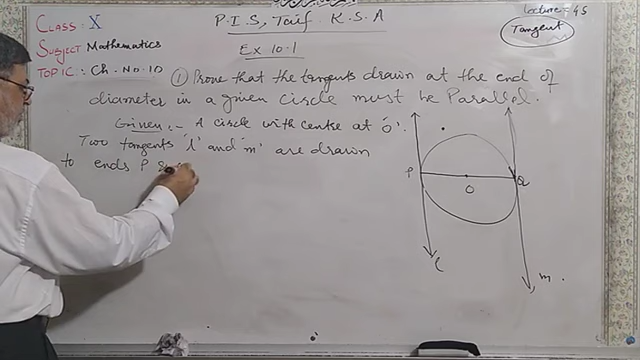 CLASS :- X
P.I.S, Taif K.S.A
Lecture - 45
Tangent
SUBJECT Mathematics
Ex 10.1
TOPIC :- Ch. No. 10
① Prove that the tangents drawn at the end of
diameter in a given circle must be Parallel.
Given :- A circle with centre at 'O'.
Two tangents 'l' and 'm' are drawn
to ends P &
P
O
Q
l
m